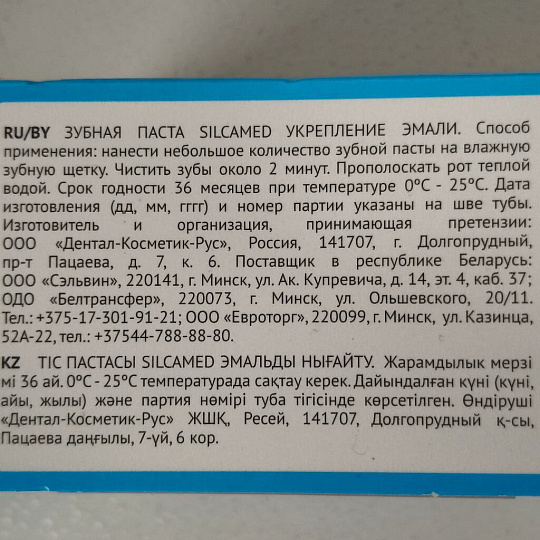 RU/BY ЗУБНАЯ ПАСТА SILCAMED УКРЕПЛЕНИЕ ЭМАЛИ. Способ
применения: нанести небольшое количество зубной пасты на влажную
зубную щетку. Чистить зубы около 2 минут. Прополоскать рот теплой
водой. Срок годности 36 месяцев при температуре 0°С - 25°С. Дата
изготовления (дд, мм, гггг) и номер партии указаны на шве тубы.
Изготовитель и организация, принимающая претензии:
ООО «Дентал-Косметик-Рус», Россия, 141707, г. Долгопрудный,
пр-т Пацаева, д. 7, к. 6. Поставщик в республике Беларусь:
ООО «Сэльвин», 220141, г. Минск, ул. Ак. Купревича, д. 14, эт. 4, каб. 37;
ОДО «Белтрансфер», 220073, г. Минск, ул. Ольшевского, 20/11.
Тел.: +375-17-301-91-21; ООО «Евроторг», 220099, г. Минск, ул. Казинца,
52А-22, тел.: +37544-788-88-80.
KZ ТІС ПАСТАСЫ SILCAMED ЭМАЛЬДЫ НЫҒАЙТУ. Жарамдылық мерзі
мі 36 ай. 0°С - 25°С температурада сақтау керек. Дайындалған күні (күні,
айы, жылы) және партия нөмірі туба тігісінде көрсетілген. Өндіруші
«Дентал-Косметик-Рус» ЖШҚ, Ресей, 141707, Долгопрудный қ-сы,
Пацаева даңғылы, 7-үй, 6 кор.